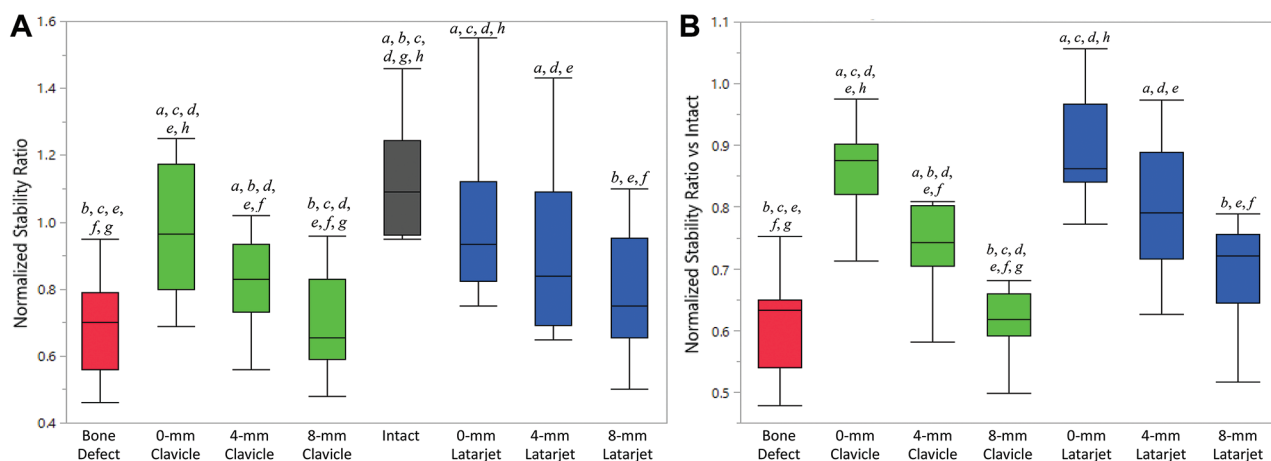 A
Normalized Stability Ratio
1.6
1.4
1.2
1.0
0.8
0.6
0.4
b, c, e,
f, g
a, c, d,
e, h
a, b, d,
e, f
b, c, d,
e, f, g
a, b, c,
d, g, h
a, c, d, h
a, d, e
b, e, f
Bone
Defect
0-mm
Clavicle
4-mm
Clavicle
8-mm
Clavicle
Intact
0-mm
Latarjet
4-mm
Latarjet
8-mm
Latarjet
B
Normalized Stability Ratio vs Intact
1.1
1.0
0.9
0.8
0.7
0.6
0.5
b, c, e,
f, g
a, c, d,
e, h
a, b, d,
e, f
b, c, d,
e, f, g
a, c, d, h
a, d, e
b, e, f
Bone
Defect
0-mm
Clavicle
4-mm
Clavicle
8-mm
Clavicle
0-mm
Latarjet
4-mm
Latarjet
8-mm
Latarjet